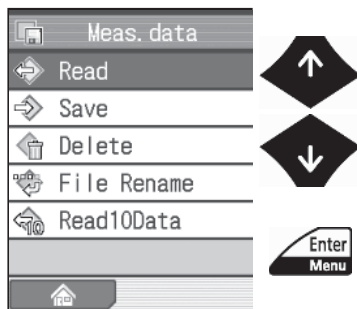 Meas.data
Read
Save
Delete
File Rename
Read10Data
Enter
Menu